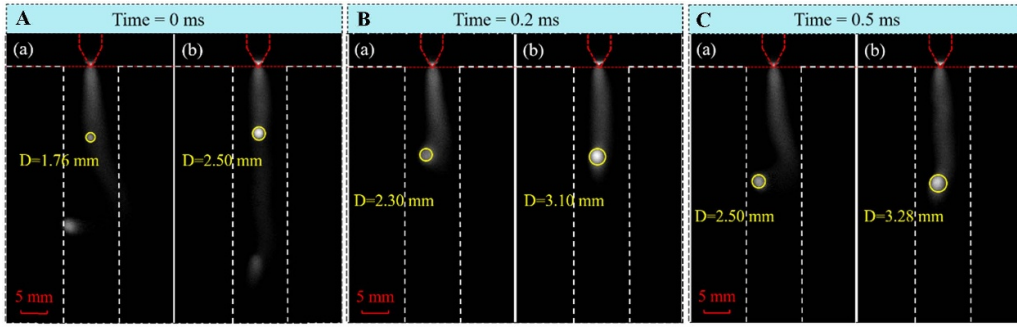 A Time = 0 ms
(a) (b)
D=1.76 mm D=2.50 mm
5 mm
B Time = 0.2 ms
(a) (b)
D=2.30 mm D=3.10 mm
5 mm
C Time = 0.5 ms
(a) (b)
D=2.50 mm D=3.28 mm
5 mm